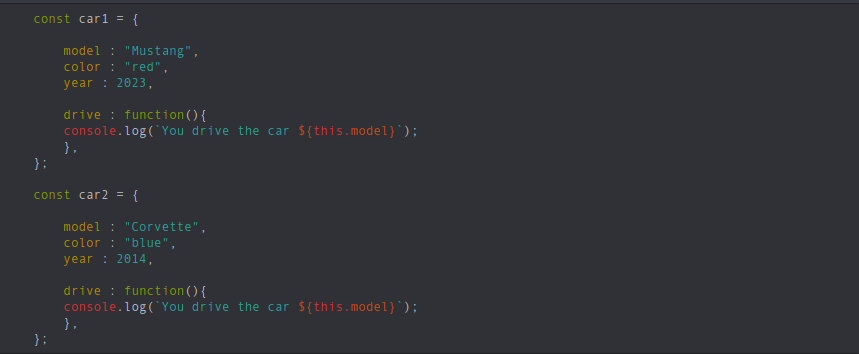 const car1 = {
model : "Mustang",
color : "red",
year : 2023,
drive : function(){
console.log(`You drive the car ${this.model}`);
},
};
const car2 = {
model : "Corvette",
color : "blue",
year : 2014,
drive : function(){
console.log(`You drive the car ${this.model}`);
},
};